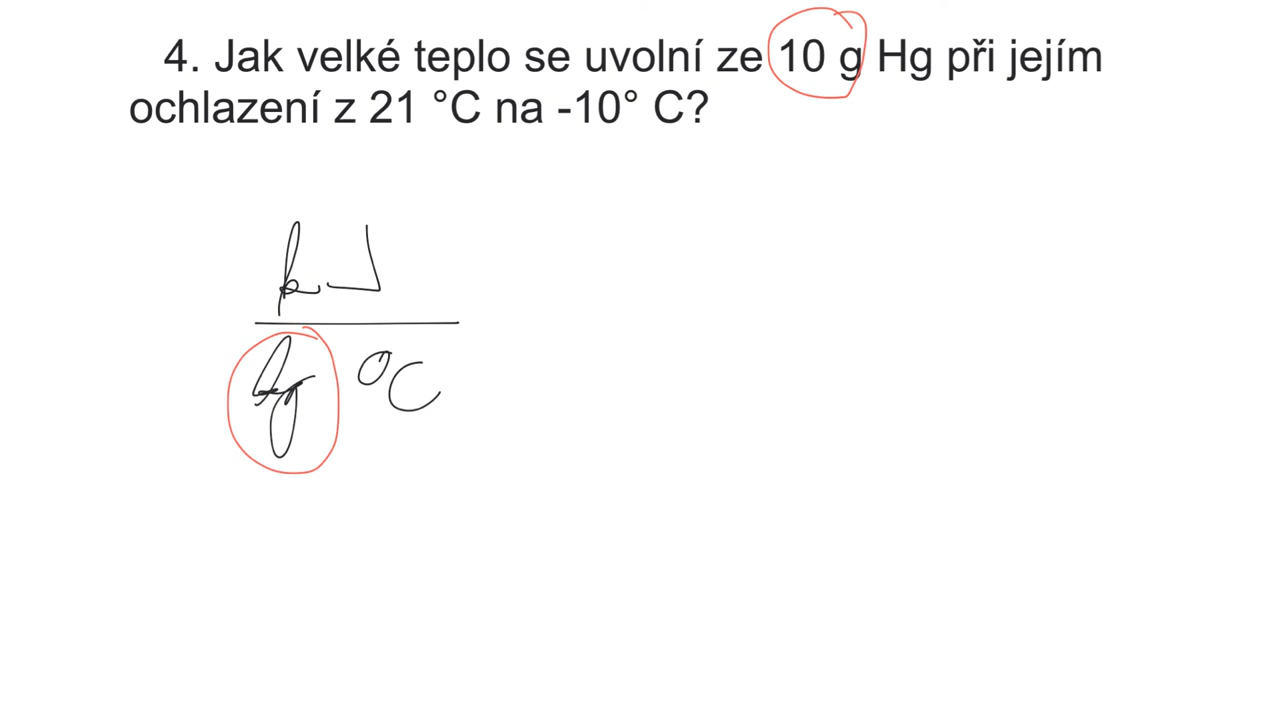 4. Jak velké teplo se uvolní ze 10 g Hg při jejím
ochlazení z 21 °C na -10° C?
kJ
kg °C